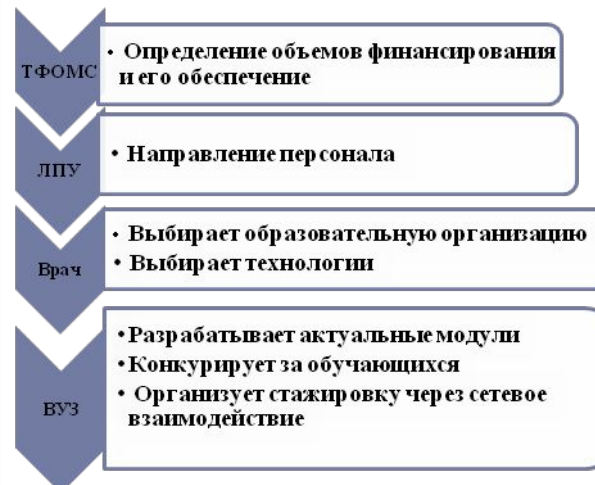 ТФОМС
• Определение объемов финансирования
и его обеспечение
ЛПУ
• Направление персонала
Врач
• Выбирает образовательную организацию
• Выбирает технологии
ВУЗ
• Разрабатывает актуальные модули
• Конкурирует за обучающихся
• Организует стажировку через сетевое
взаимодействие